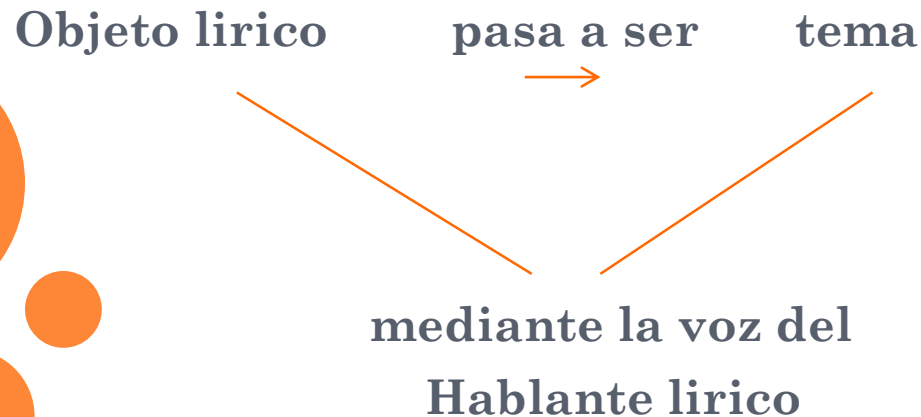 Objeto lirico pasa a ser tema
mediante la voz del
Hablante lirico